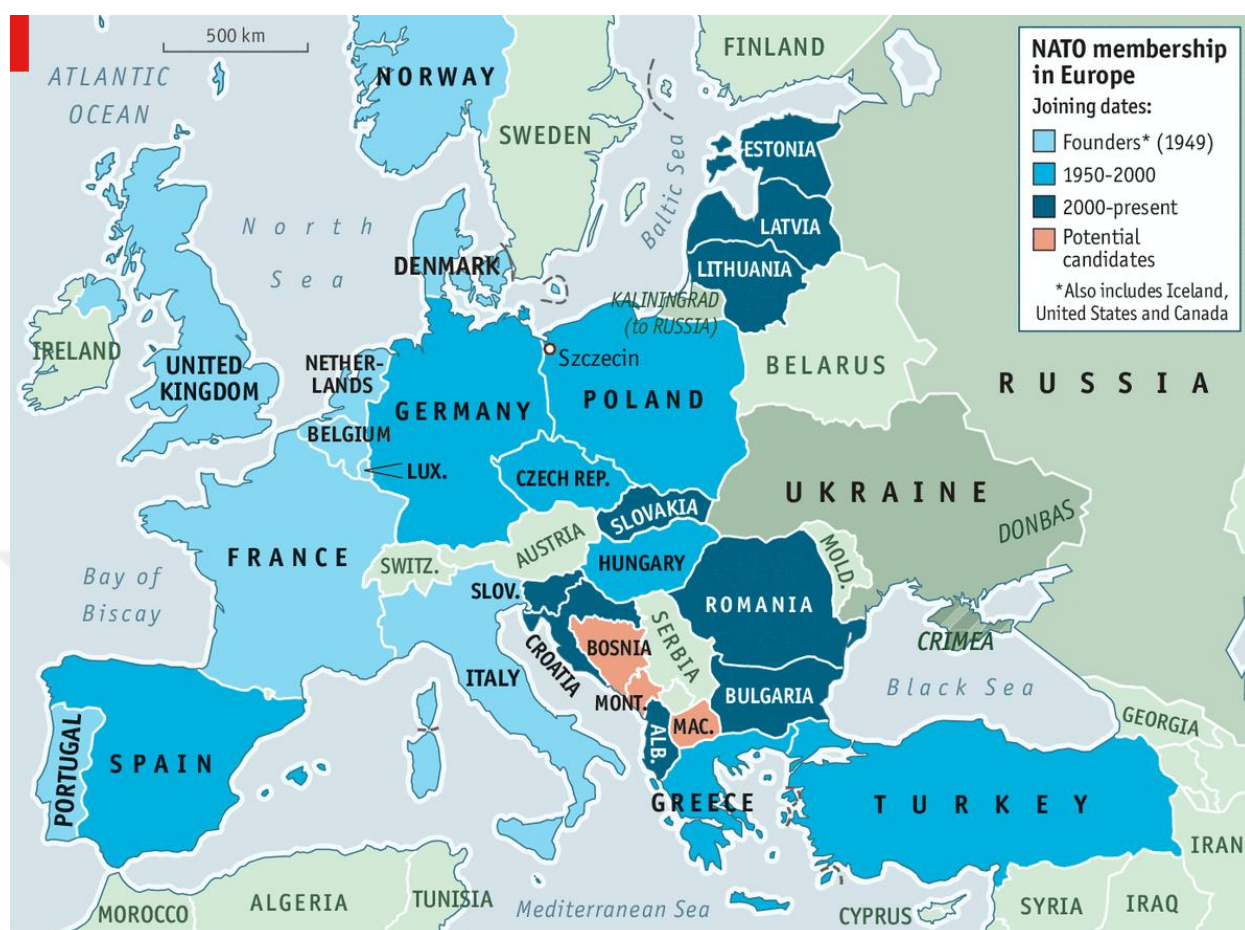 500 km
ATLANTIC
OCEAN
NORWAY
FINLAND
SWEDEN
NATO membership
in Europe
Joining dates:
Founders* (1949)
1950-2000
2000-present
Potential
candidates
*Also includes Iceland,
United States and Canada
North
Sea
Baltic Sea
ESTONIA
LATVIA
LITHUANIA
DENMARK
KALININGRAD
(to RUSSIA)
IRELAND
UNITED
KINGDOM
NETHER-
LANDS
Szczecin
BELARUS
RUSSIA
GERMANY
POLAND
BELGIUM
LUX.
CZECH REP.
UKRAINE
SLOVAKIA
DONBAS
FRANCE
SWITZ.
AUSTRIA
HUNGARY
MOLD.
Bay of
Biscay
SLOV.
ROMANIA
CROATIA
BOSNIA
SERBIA
CRIMEA
ITALY
MONT.
BULGARIA
Black Sea
MAC.
ALB.
GEORGIA
PORTUGAL
SPAIN
GREECE
TURKEY
IRAN
MOROCCO
ALGERIA
TUNISIA
Mediterranean Sea
CYPRUS
SYRIA
IRAQ